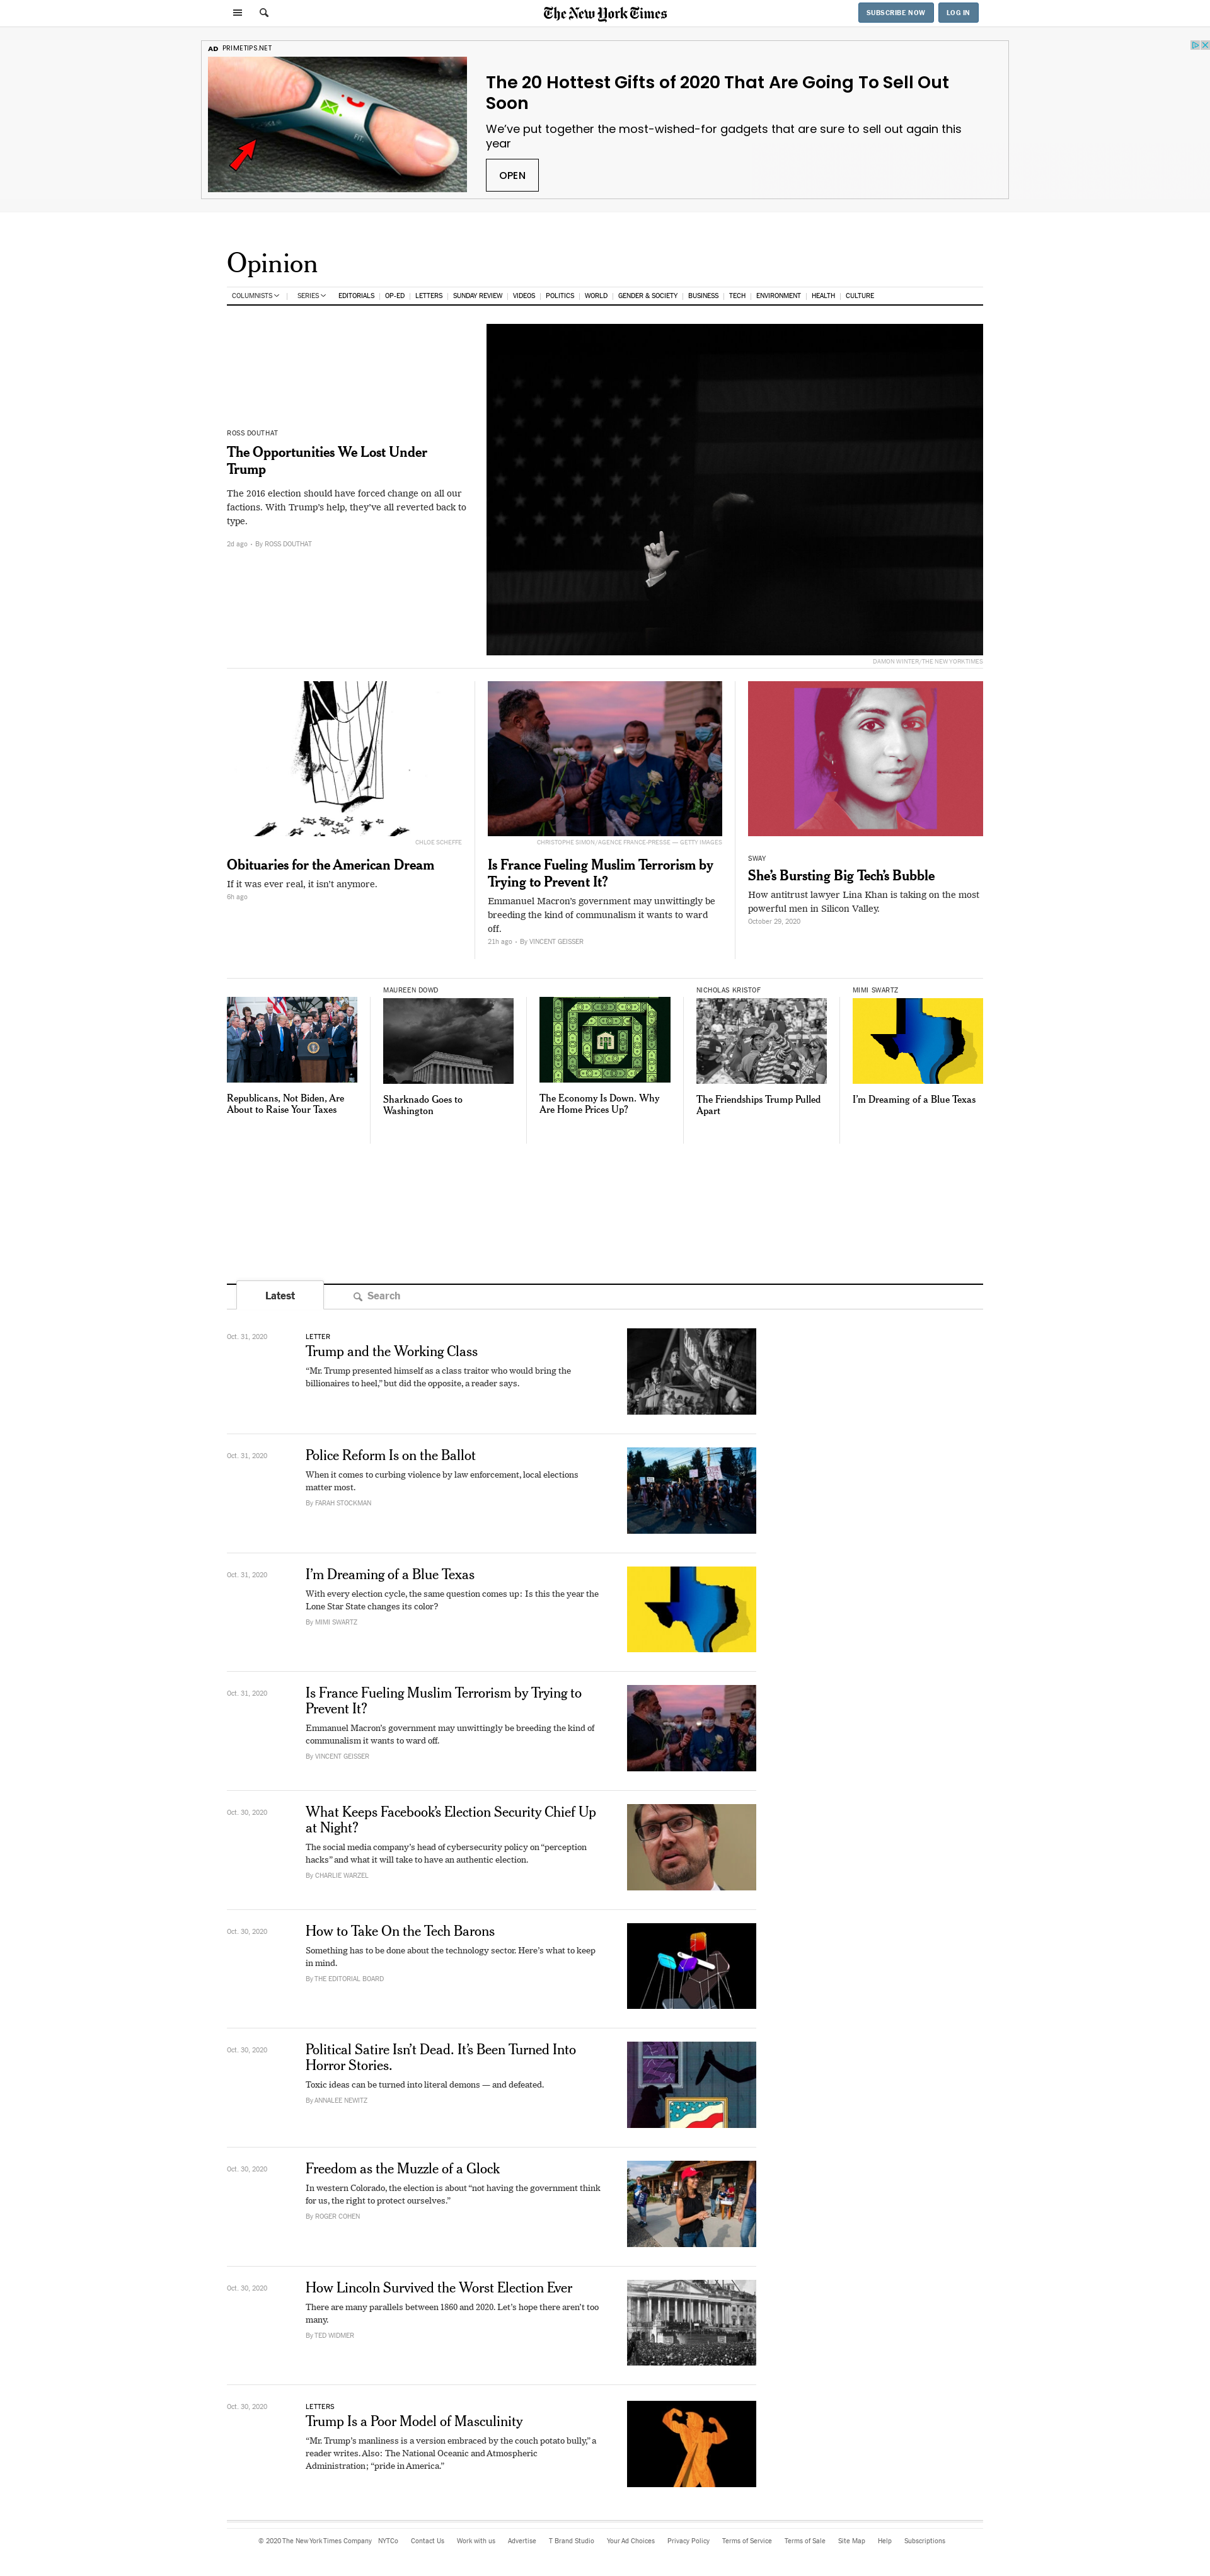 The New York Times
SUBSCRIBE NOW
LOG IN
AD PRIMETIPS.NET
The 20 Hottest Gifts of 2020 That Are Going To Sell Out
Soon
We've put together the most-wished-for gadgets that are sure to sell out again this
year
OPEN
FIT
Opinion
COLUMNISTS | SERIES EDITORIALS | OP-ED | LETTERS | SUNDAY REVIEW | VIDEOS | POLITICS | WORLD | GENDER & SOCIETY | BUSINESS | TECH | ENVIRONMENT | HEALTH | CULTURE
ROSS DOUTHAT
The Opportunities We Lost Under
Trump
The 2016 election should have forced change on all our
factions. With Trump's help, they've all reverted back to
type.
2d ago · By ROSS DOUTHAT
DAMON WINTER/THE NEW YORK TIMES
CHLOE SCHEFFE
Obituaries for the American Dream
If it was ever real, it isn't anymore.
6h ago
CHRISTOPHE SIMON/AGENCE FRANCE-PRESSE — GETTY IMAGES
Is France Fueling Muslim Terrorism by
Trying to Prevent It?
Emmanuel Macron's government may unwittingly be
breeding the kind of communalism it wants to ward
off.
21h ago · By VINCENT GEISSER
SWAY
She's Bursting Big Tech's Bubble
How antitrust lawyer Lina Khan is taking on the most
powerful men in Silicon Valley.
October 29, 2020
Republicans, Not Biden, Are
About to Raise Your Taxes
MAUREEN DOWD
Sharknado Goes to
Washington
The Economy Is Down. Why
Are Home Prices Up?
NICHOLAS KRISTOF
The Friendships Trump Pulled
Apart
MIMI SWARTZ
I'm Dreaming of a Blue Texas
Latest
Search
Oct. 31, 2020
LETTER
Trump and the Working Class
“Mr. Trump presented himself as a class traitor who would bring the
billionaires to heel,” but did the opposite, a reader says.
Oct. 31, 2020
Police Reform Is on the Ballot
When it comes to curbing violence by law enforcement, local elections
matter most.
By FARAH STOCKMAN
Oct. 31, 2020
I'm Dreaming of a Blue Texas
With every election cycle, the same question comes up: Is this the year the
Lone Star State changes its color?
By MIMI SWARTZ
Oct. 31, 2020
Is France Fueling Muslim Terrorism by Trying to
Prevent It?
Emmanuel Macron's government may unwittingly be breeding the kind of
communalism it wants to ward off.
By VINCENT GEISSER
Oct. 30, 2020
What Keeps Facebook's Election Security Chief Up
at Night?
The social media company's head of cybersecurity policy on “perception
hacks” and what it will take to have an authentic election.
By CHARLIE WARZEL
Oct. 30, 2020
How to Take On the Tech Barons
Something has to be done about the technology sector. Here's what to keep
in mind.
By THE EDITORIAL BOARD
Oct. 30, 2020
Political Satire Isn't Dead. It's Been Turned Into
Horror Stories.
Toxic ideas can be turned into literal demons — and defeated.
By ANNALEE NEWITZ
Oct. 30, 2020
Freedom as the Muzzle of a Glock
In western Colorado, the election is about “not having the government think
for us, the right to protect ourselves.”
By ROGER COHEN
Oct. 30, 2020
How Lincoln Survived the Worst Election Ever
There are many parallels between 1860 and 2020. Let's hope there aren't too
many.
By TED WIDMER
Oct. 30, 2020
LETTERS
Trump Is a Poor Model of Masculinity
“Mr. Trump's manliness is a version embraced by the couch potato bully,” a
reader writes. Also: The National Oceanic and Atmospheric
Administration; “pride in America.”
© 2020 The New York Times Company NYTCo Contact Us Work with us Advertise T Brand Studio Your Ad Choices Privacy Policy Terms of Service Terms of Sale Site Map Help Subscriptions